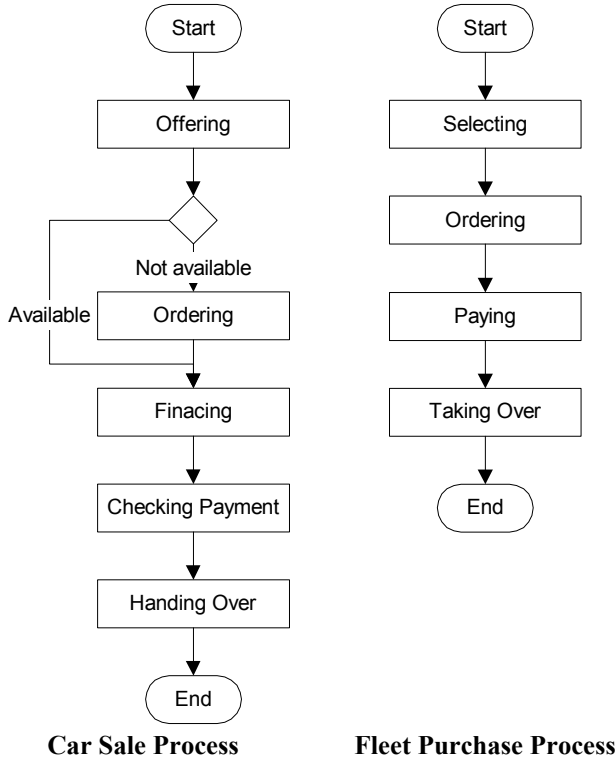 Start
Offering
Not available
Available
Ordering
Finacing
Checking Payment
Handing Over
End
Car Sale Process
Start
Selecting
Ordering
Paying
Taking Over
End
Fleet Purchase Process